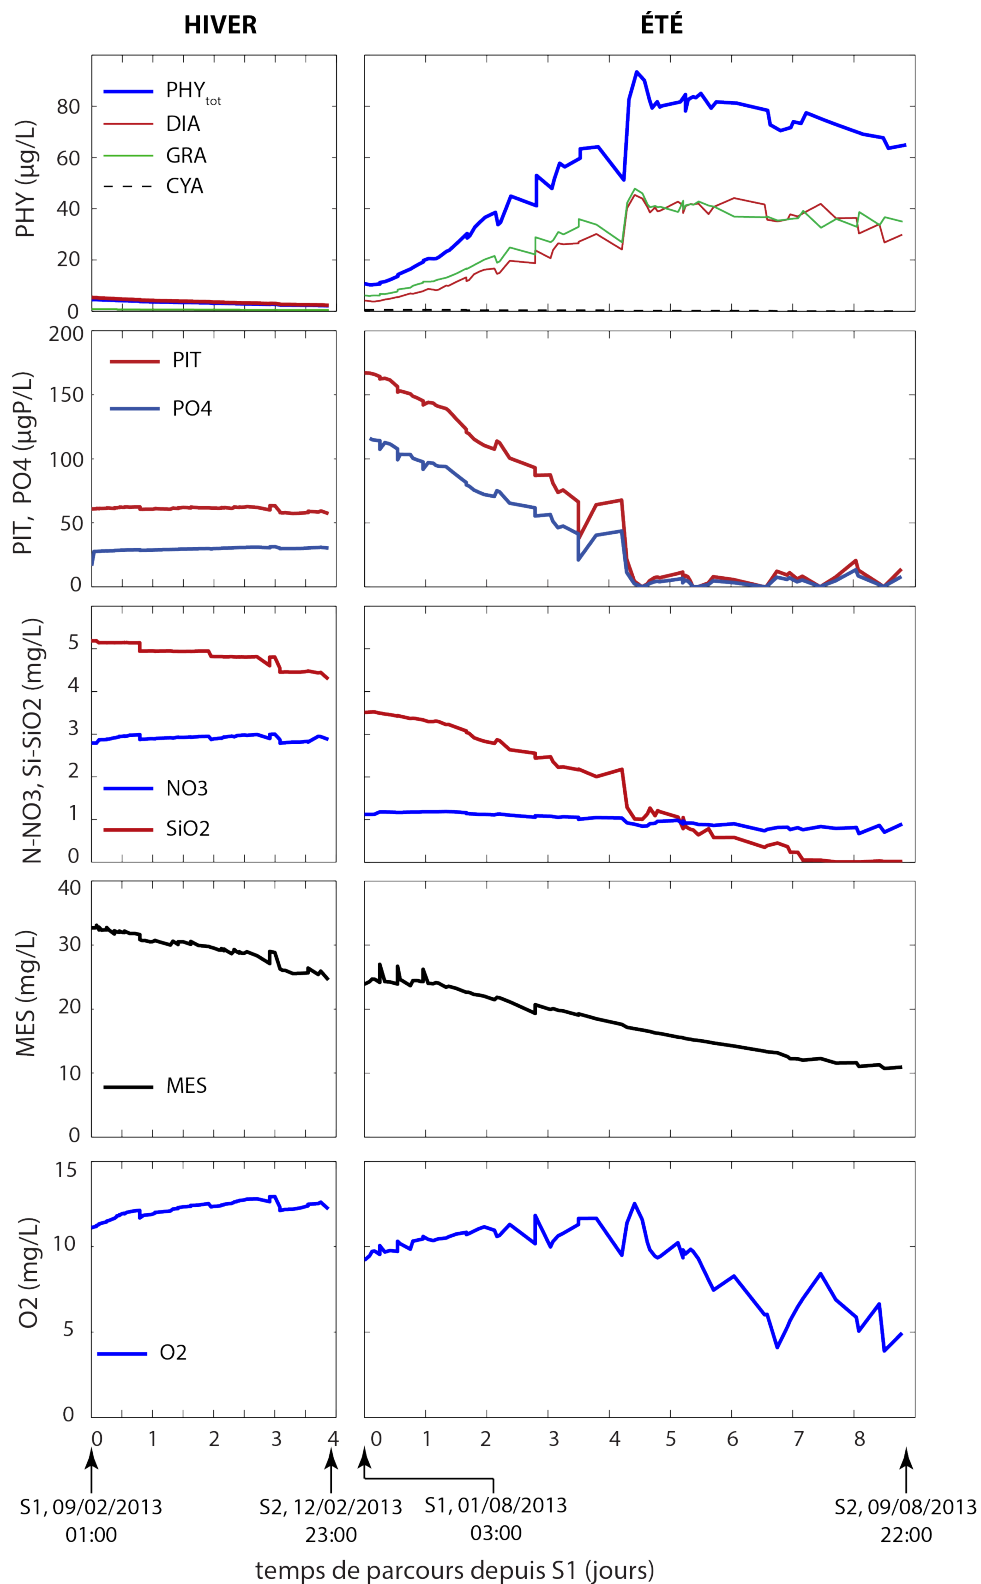 HIVER
ÉTÉ
PHY (µg/L)
80
60
40
20
0
PHYtot
DIA
GRA
CYA
PIT, PO4 (µgP/L)
200
150
100
50
0
PIT
PO4
N-NO3, Si-SiO2 (mg/L)
5
4
3
2
1
0
NO3
SiO2
MES (mg/L)
40
30
20
10
0
MES
O2 (mg/L)
15
10
5
0
O2
0 1 2 3 4
0 1 2 3 4 5 6 7 8
S1, 09/02/2013
01:00
S2, 12/02/2013
23:00
S1, 01/08/2013
03:00
S2, 09/08/2013
22:00
temps de parcours depuis S1 (jours)